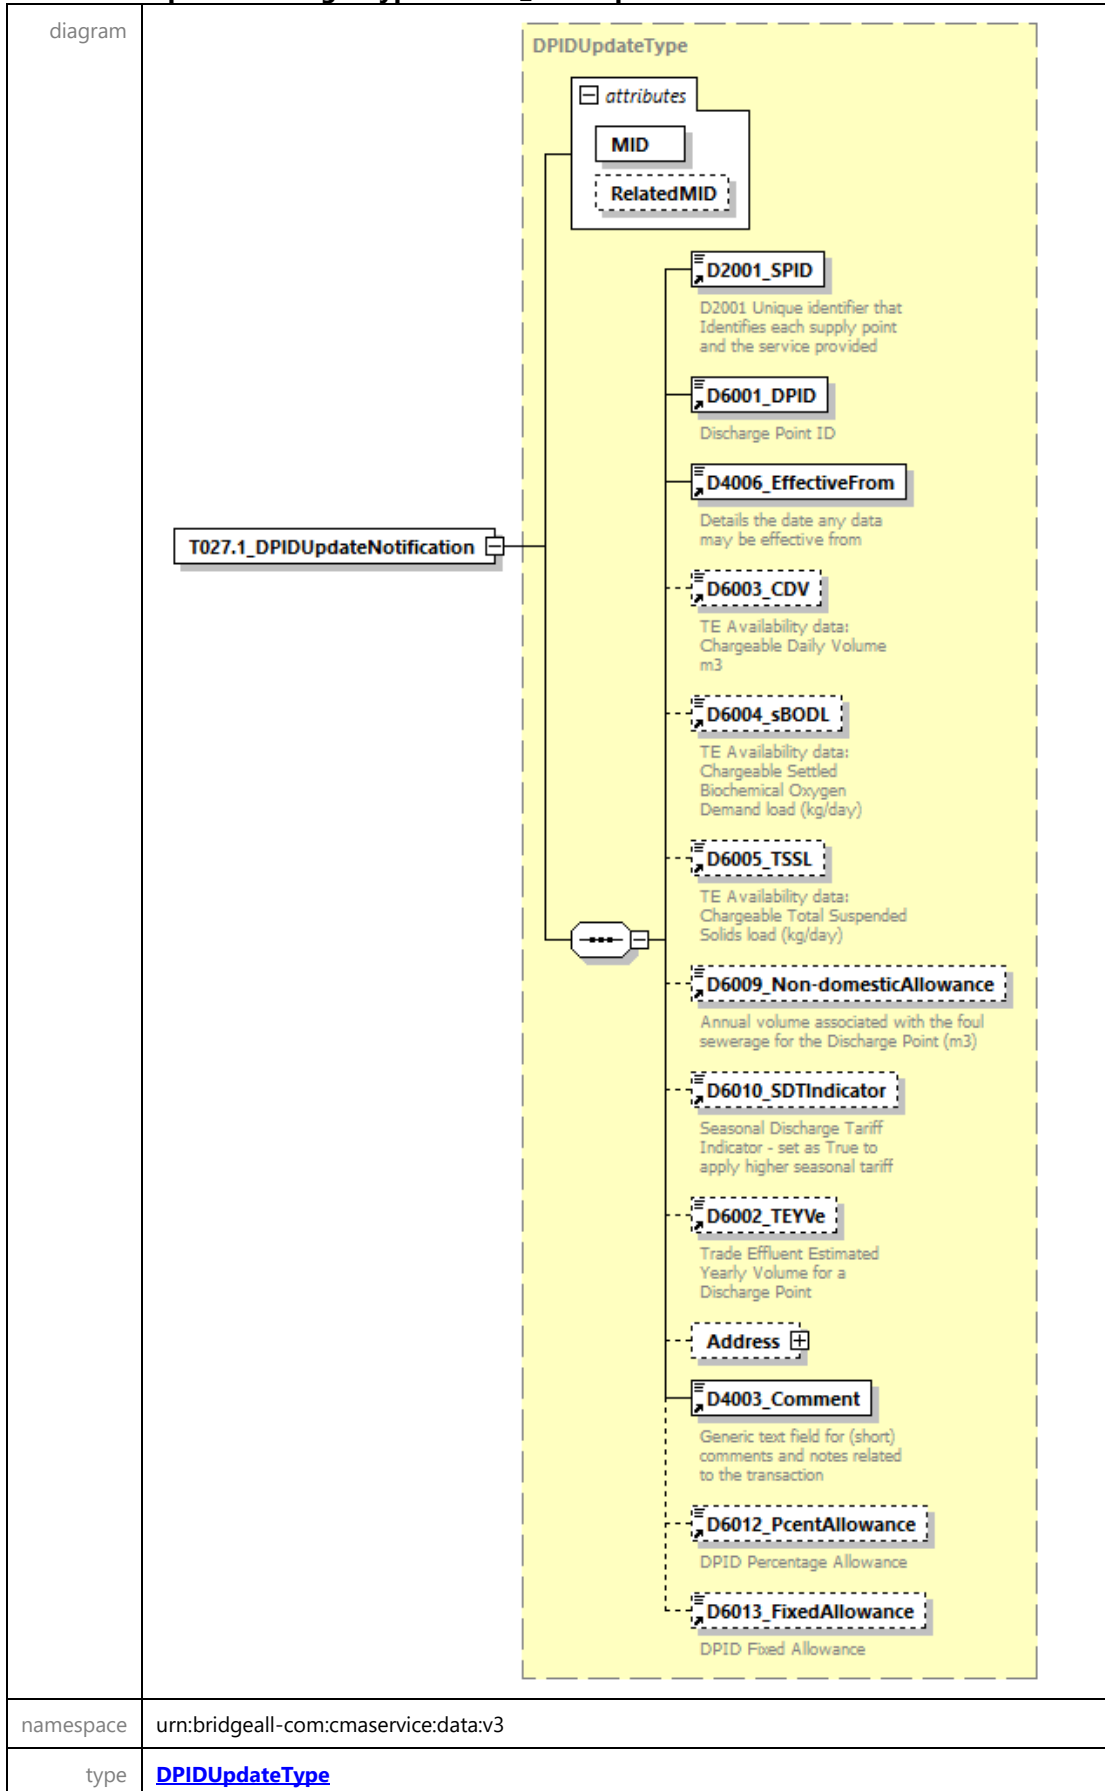 diagram
DPIDUpdateType
attributes
MID
RelatedMID
D2001_SPID
D2001 Unique identifier that
Identifies each supply point
and the service provided
D6001_DPID
Discharge Point ID
D4006_EffectiveFrom
Details the date any data
may be effective from
T027.1_DPIDUpdateNotification
D6003_CDV
TE Availability data:
Chargeable Daily Volume
m3
D6004_sBODL
TE Availability data:
Chargeable Settled
Biochemical Oxygen
Demand load (kg/day)
D6005_TSSL
TE Availability data:
Chargeable Total Suspended
Solids load (kg/day)
D6009_Non-domesticAllowance
Annual volume associated with the foul
sewerage for the Discharge Point (m3)
D6010_SDTIndicator
Seasonal Discharge Tariff
Indicator - set as True to
apply higher seasonal tariff
D6002_TEYVe
Trade Effluent Estimated
Yearly Volume for a
Discharge Point
Address
D4003_Comment
Generic text field for (short)
comments and notes related
to the transaction
D6012_PcentAllowance
DPID Percentage Allowance
D6013_FixedAllowance
DPID Fixed Allowance
namespace urn:bridgeall-com:cmaservice:data:v3
type DPIDUpdateType